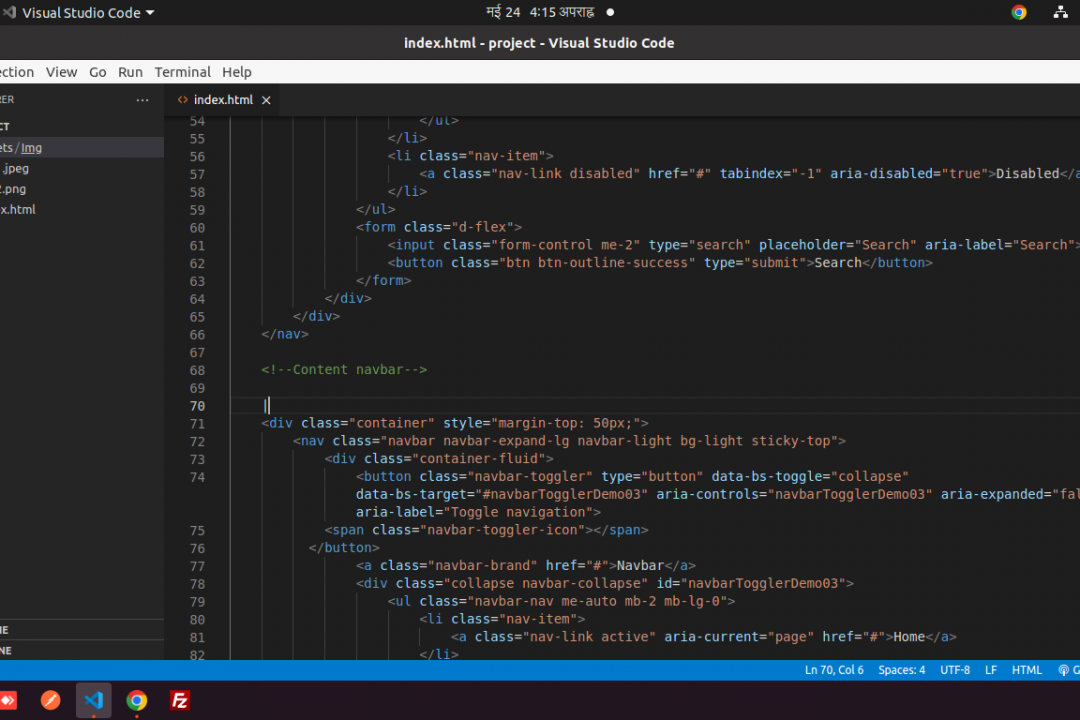 Visual Studio Code
मई 24 4:15 अपराह्न
index.html - project - Visual Studio Code
ction View Go Run Terminal Help
RER
index.html
CT
ets / Img
.jpeg
2.png
x.html
NE
NE
54 </ul>
55 </li>
56 <li class="nav-item">
57 <a class="nav-link disabled" href="#" tabindex="-1" aria-disabled="true">Disabled</a
58 </li>
59 </ul>
60 <form class="d-flex">
61 <input class="form-control me-2" type="search" placeholder="Search" aria-label="Search">
62 <button class="btn btn-outline-success" type="submit">Search</button>
63 </form>
64 </div>
65 </div>
66 </nav>
67
68 <!--Content navbar-->
69
70
71 <div class="container" style="margin-top: 50px;">
72 <nav class="navbar navbar-expand-lg navbar-light bg-light sticky-top">
73 <div class="container-fluid">
74 <button class="navbar-toggler" type="button" data-bs-toggle="collapse"
data-bs-target="#navbarTogglerDemo03" aria-controls="navbarTogglerDemo03" aria-expanded="fal
aria-label="Toggle navigation">
75 <span class="navbar-toggler-icon"></span>
76 </button>
77 <a class="navbar-brand" href="#">Navbar</a>
78 <div class="collapse navbar-collapse" id="navbarTogglerDemo03">
79 <ul class="navbar-nav me-auto mb-2 mb-lg-0">
80 <li class="nav-item">
81 <a class="nav-link active" aria-current="page" href="#">Home</a>
82 </li>
Ln 70, Col 6 Spaces: 4 UTF-8 LF HTML G
FZ